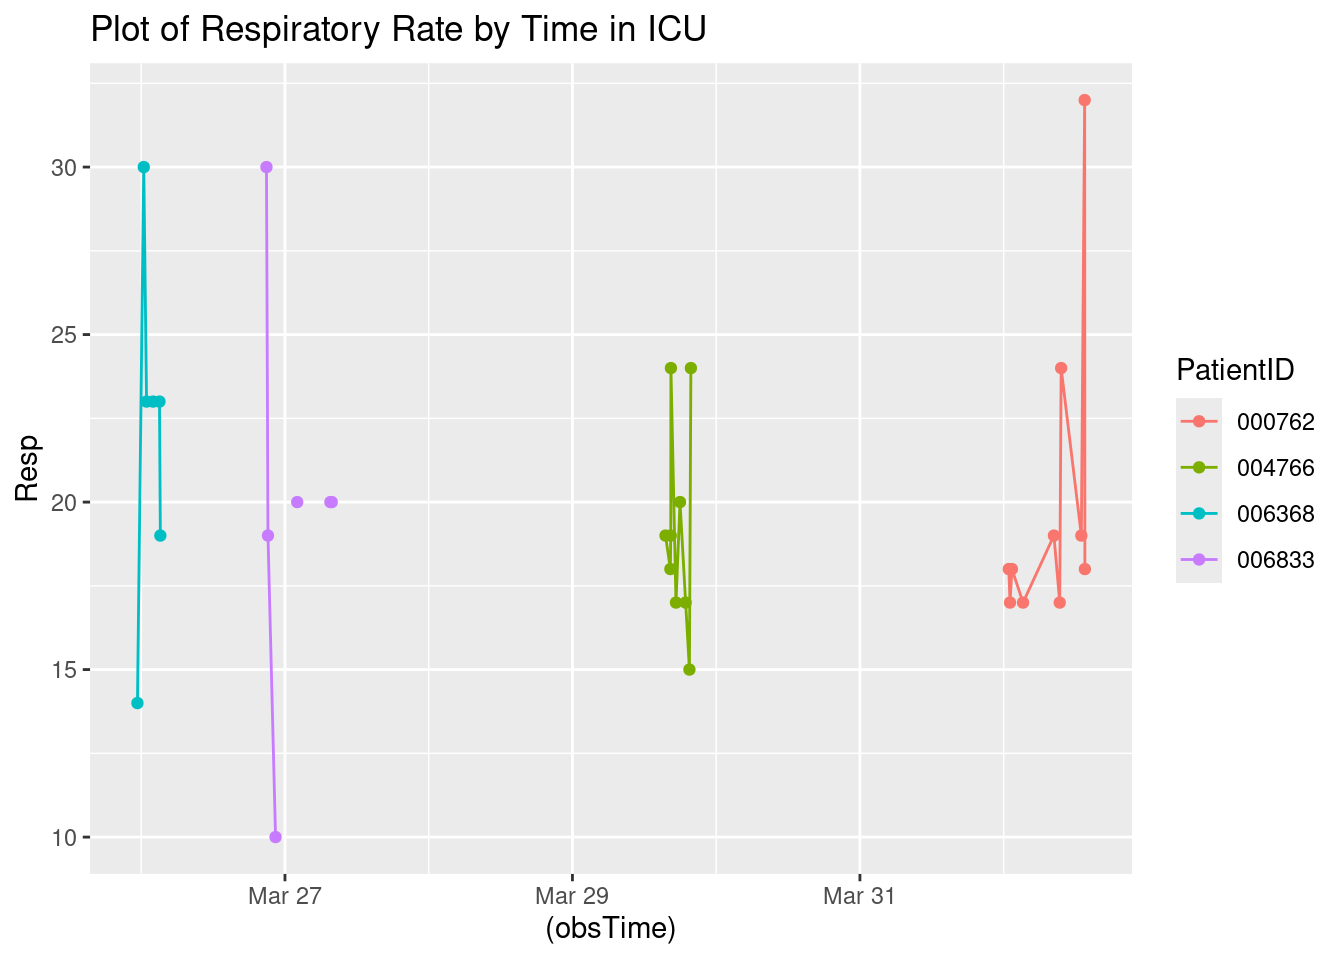 Plot of Respiratory Rate by Time in ICU
Resp
30
25
20
15
10
Mar 27
Mar 29
Mar 31
(obsTime)
PatientID
000762
004766
006368
006833